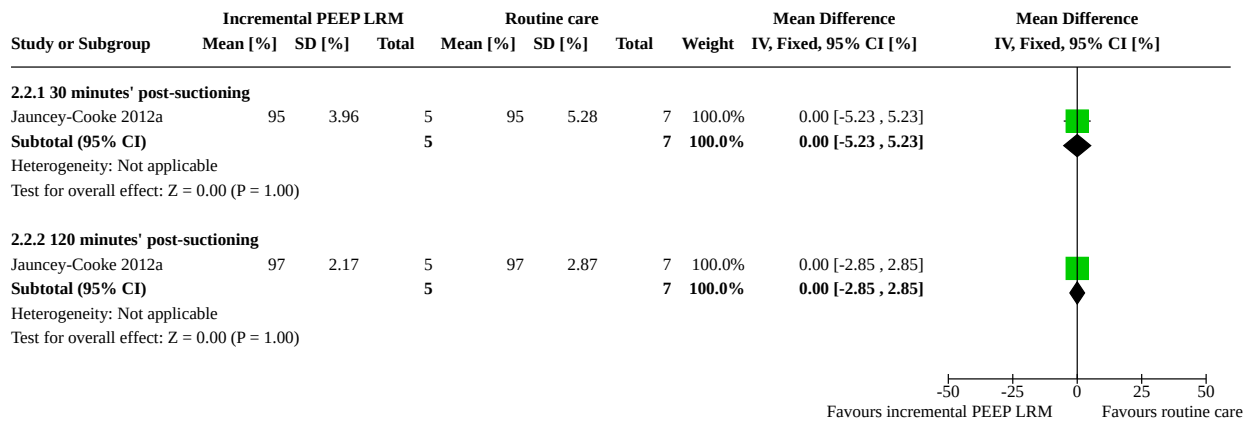 Incremental PEEP LRM Routine care Mean Difference Mean Difference
Study or Subgroup Mean [%] SD [%] Total Mean [%] SD [%] Total Weight IV, Fixed, 95% CI [%] IV, Fixed, 95% CI [%]
2.2.1 30 minutes' post-suctioning
Jauncey-Cooke 2012a 95 3.96 5 95 5.28 7 100.0% 0.00 [-5.23 , 5.23]
Subtotal (95% CI) 5 7 100.0% 0.00 [-5.23 , 5.23]
Heterogeneity: Not applicable
Test for overall effect: Z = 0.00 (P = 1.00)
2.2.2 120 minutes' post-suctioning
Jauncey-Cooke 2012a 97 2.17 5 97 2.87 7 100.0% 0.00 [-2.85 , 2.85]
Subtotal (95% CI) 5 7 100.0% 0.00 [-2.85 , 2.85]
Heterogeneity: Not applicable
Test for overall effect: Z = 0.00 (P = 1.00)
-50 -25 0 25 50
Favours incremental PEEP LRM Favours routine care